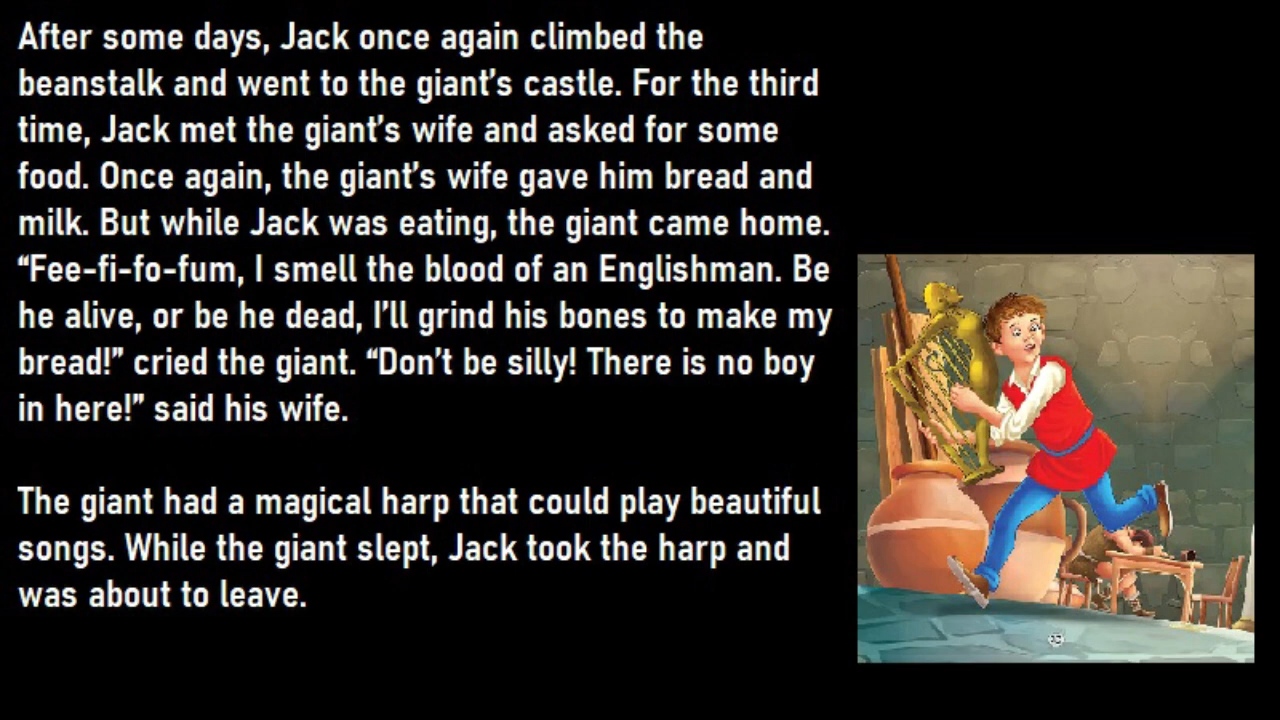 After some days, Jack once again climbed the
beanstalk and went to the giant’s castle. For the third
time, Jack met the giant’s wife and asked for some
food. Once again, the giant’s wife gave him bread and
milk. But while Jack was eating, the giant came home.
“Fee-fi-fo-fum, I smell the blood of an Englishman. Be
he alive, or be he dead, I’ll grind his bones to make my
bread!” cried the giant. “Don’t be silly! There is no boy
in here!” said his wife.
The giant had a magical harp that could play beautiful
songs. While the giant slept, Jack took the harp and
was about to leave.